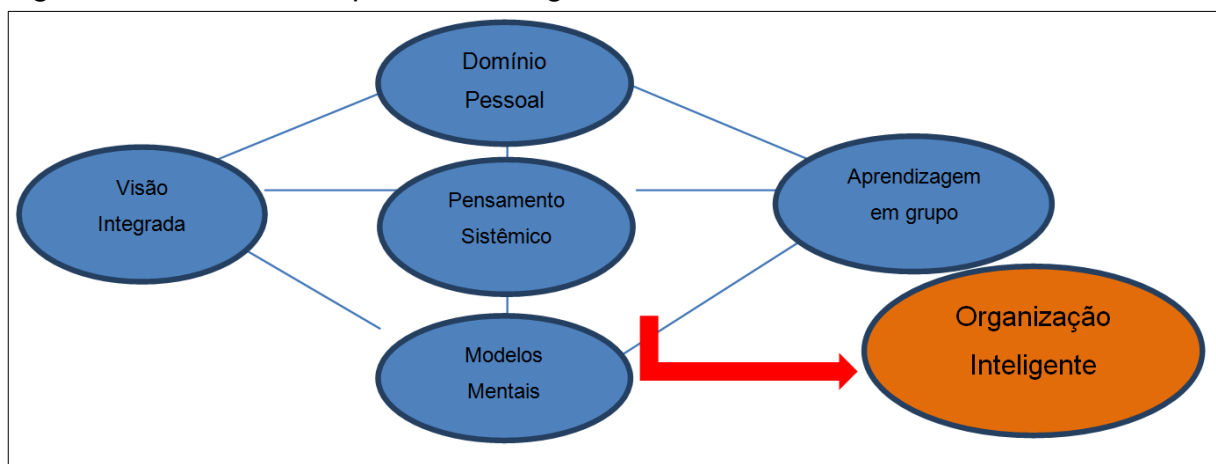 Domínio
Pessoal
Visão
Integrada
Pensamento
Sistêmico
Aprendizagem
em grupo
Modelos
Mentais
Organização
Inteligente